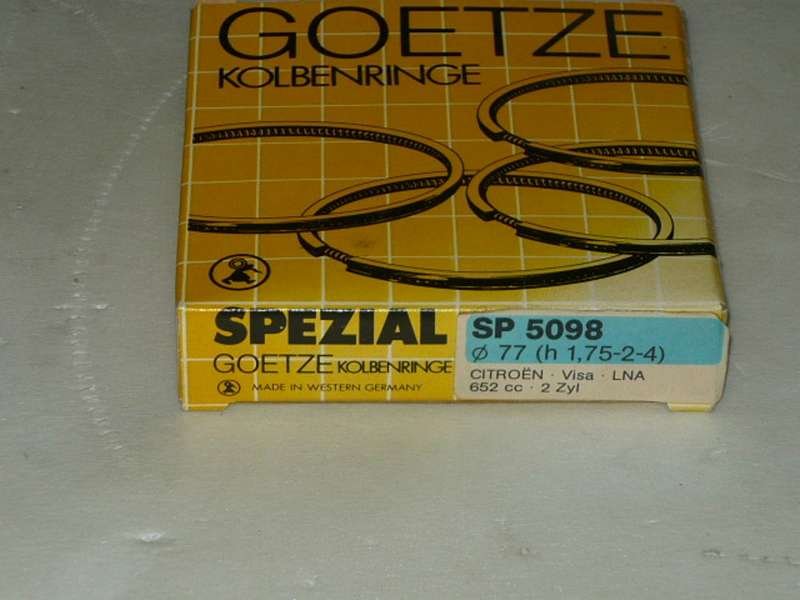 GOETZE
KOLBENRINGE
SPEZIAL
GOETZE KOLBENRINGE
MADE IN WESTERN GERMANY
SP 5098
ø 77 (h 1,75-2-4)
CITROËN · Visa · LNA
652 cc · 2 Zyl